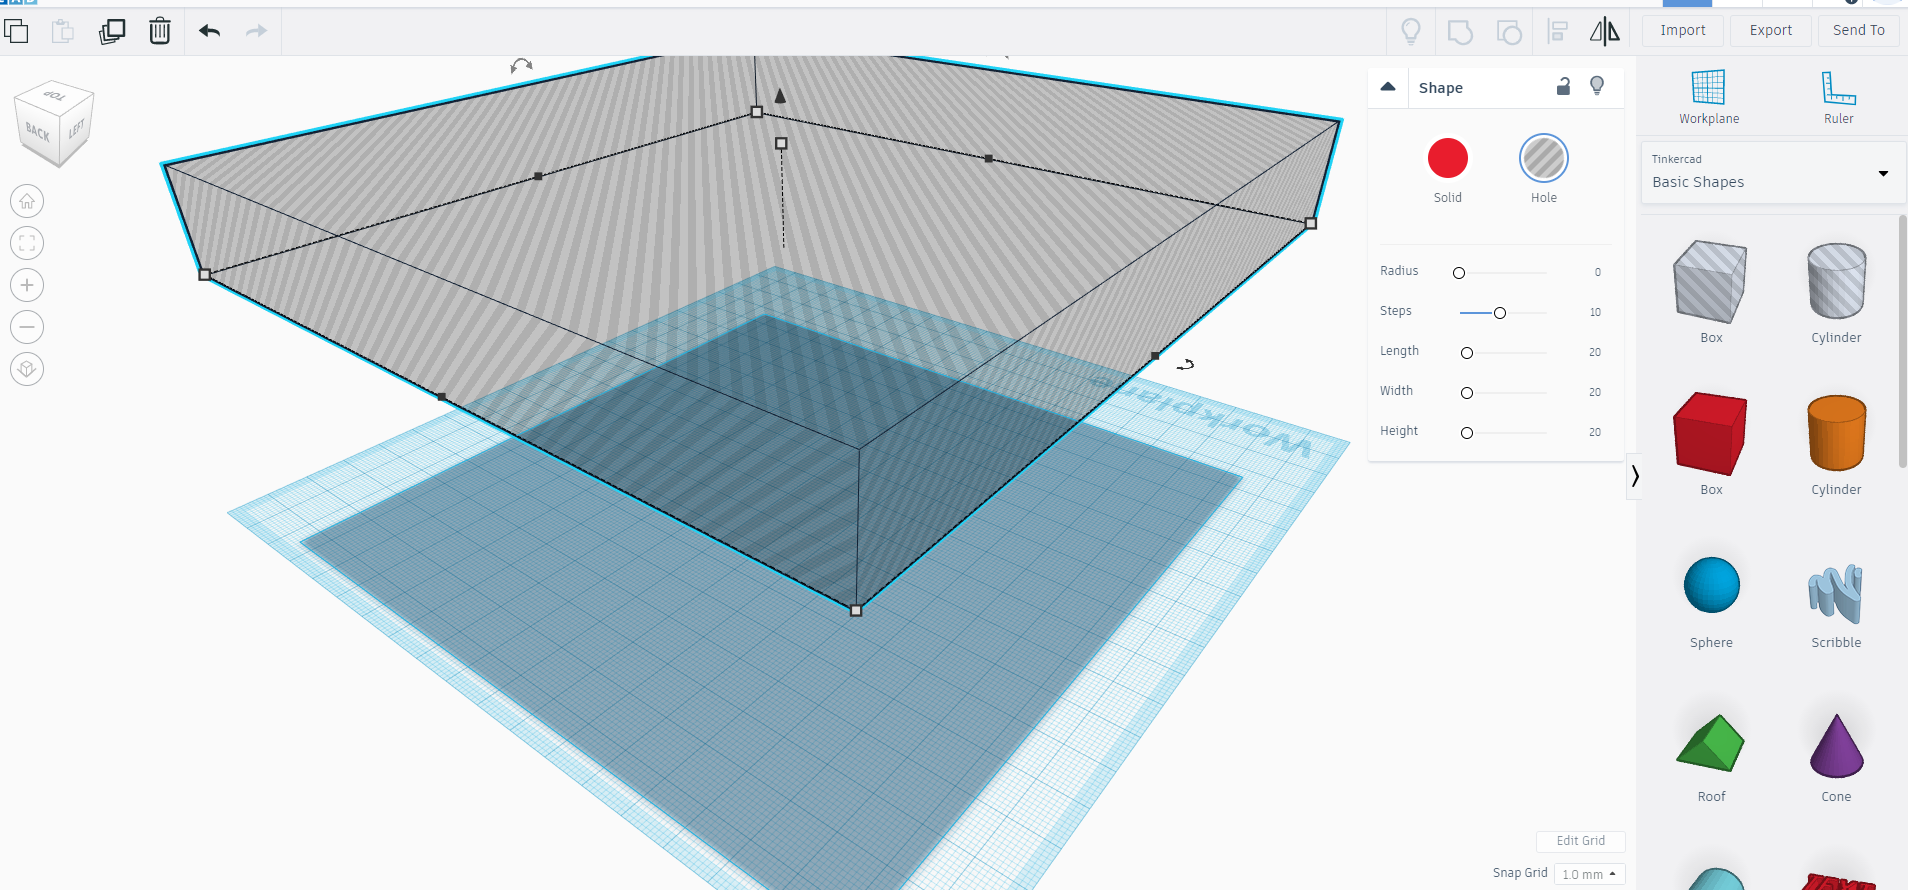 Import Export Send To
TOP
BACK LEFT
Shape
Solid Hole
Radius 0
Steps 10
Length 20
Width 20
Height 20
Workplane Ruler
Tinkercad
Basic Shapes
Box Cylinder
Box Cylinder
Sphere Scribble
Roof Cone
Workplane
Edit Grid
Snap Grid 1.0 mm